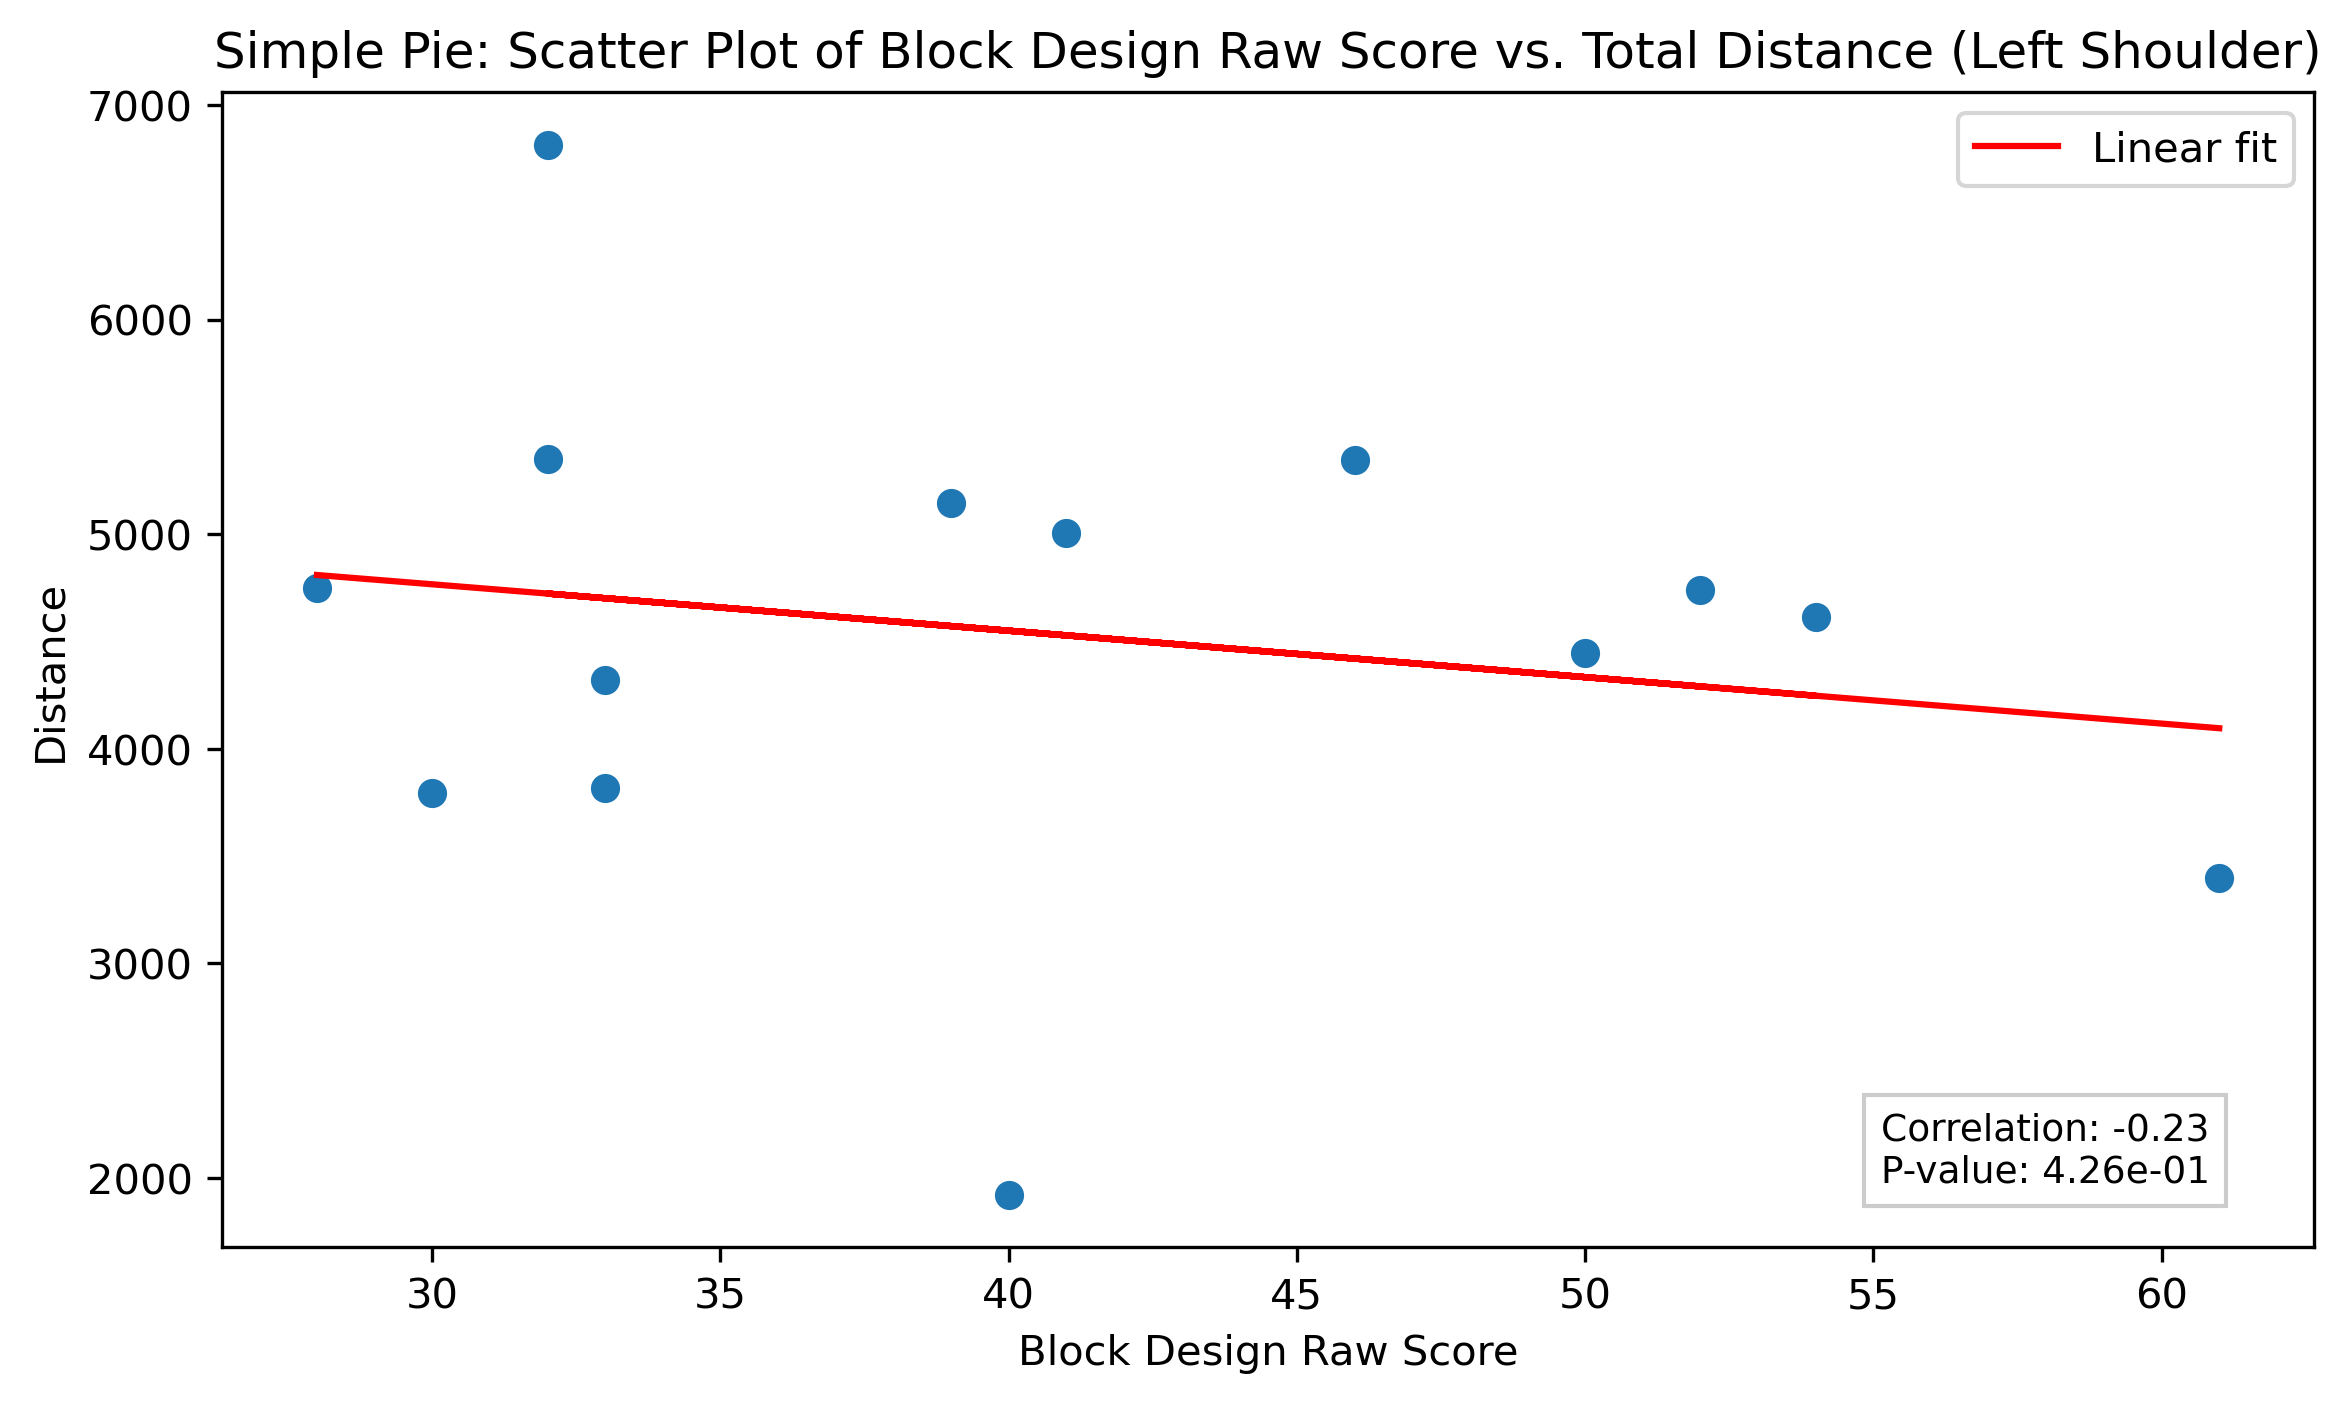 Simple Pie: Scatter Plot of Block Design Raw Score vs. Total Distance (Left Shoulder)
Linear fit
7000
6000
5000
4000
3000
2000
Distance
Correlation: -0.23
P-value: 4.26e-01
30 35 40 45 50 55 60
Block Design Raw Score